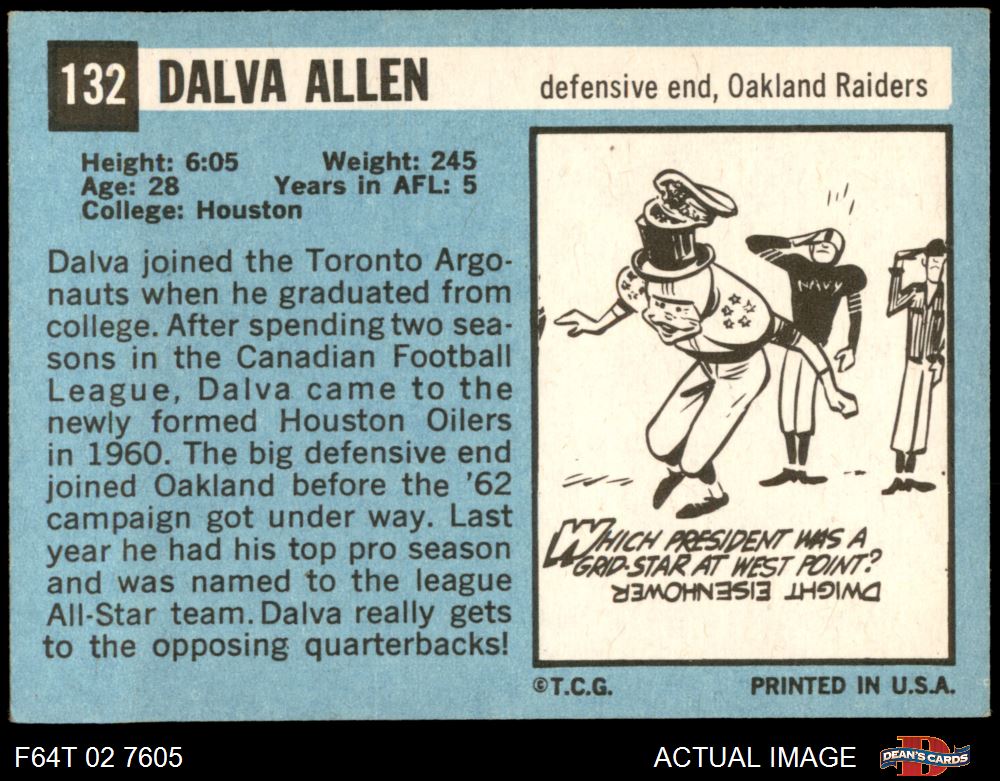 132 DALVA ALLEN
defensive end, Oakland Raiders
Height: 6:05 Weight: 245
Age: 28 Years in AFL: 5
College: Houston
Dalva joined the Toronto Argo-
nauts when he graduated from
college. After spending two sea-
sons in the Canadian Football
League, Dalva came to the
newly formed Houston Oilers
in 1960. The big defensive end
joined Oakland before the '62
campaign got under way. Last
year he had his top pro season
and was named to the league
All-Star team. Dalva really gets
to the opposing quarterbacks!
NAVY
WHICH PRESIDENT WAS A
GRID-STAR AT WEST POINT?
DWIGHT EISENHOWER
©T.C.G. PRINTED IN U.S.A.
F64T 02 7605
ACTUAL IMAGE
DEAN'S CARDS